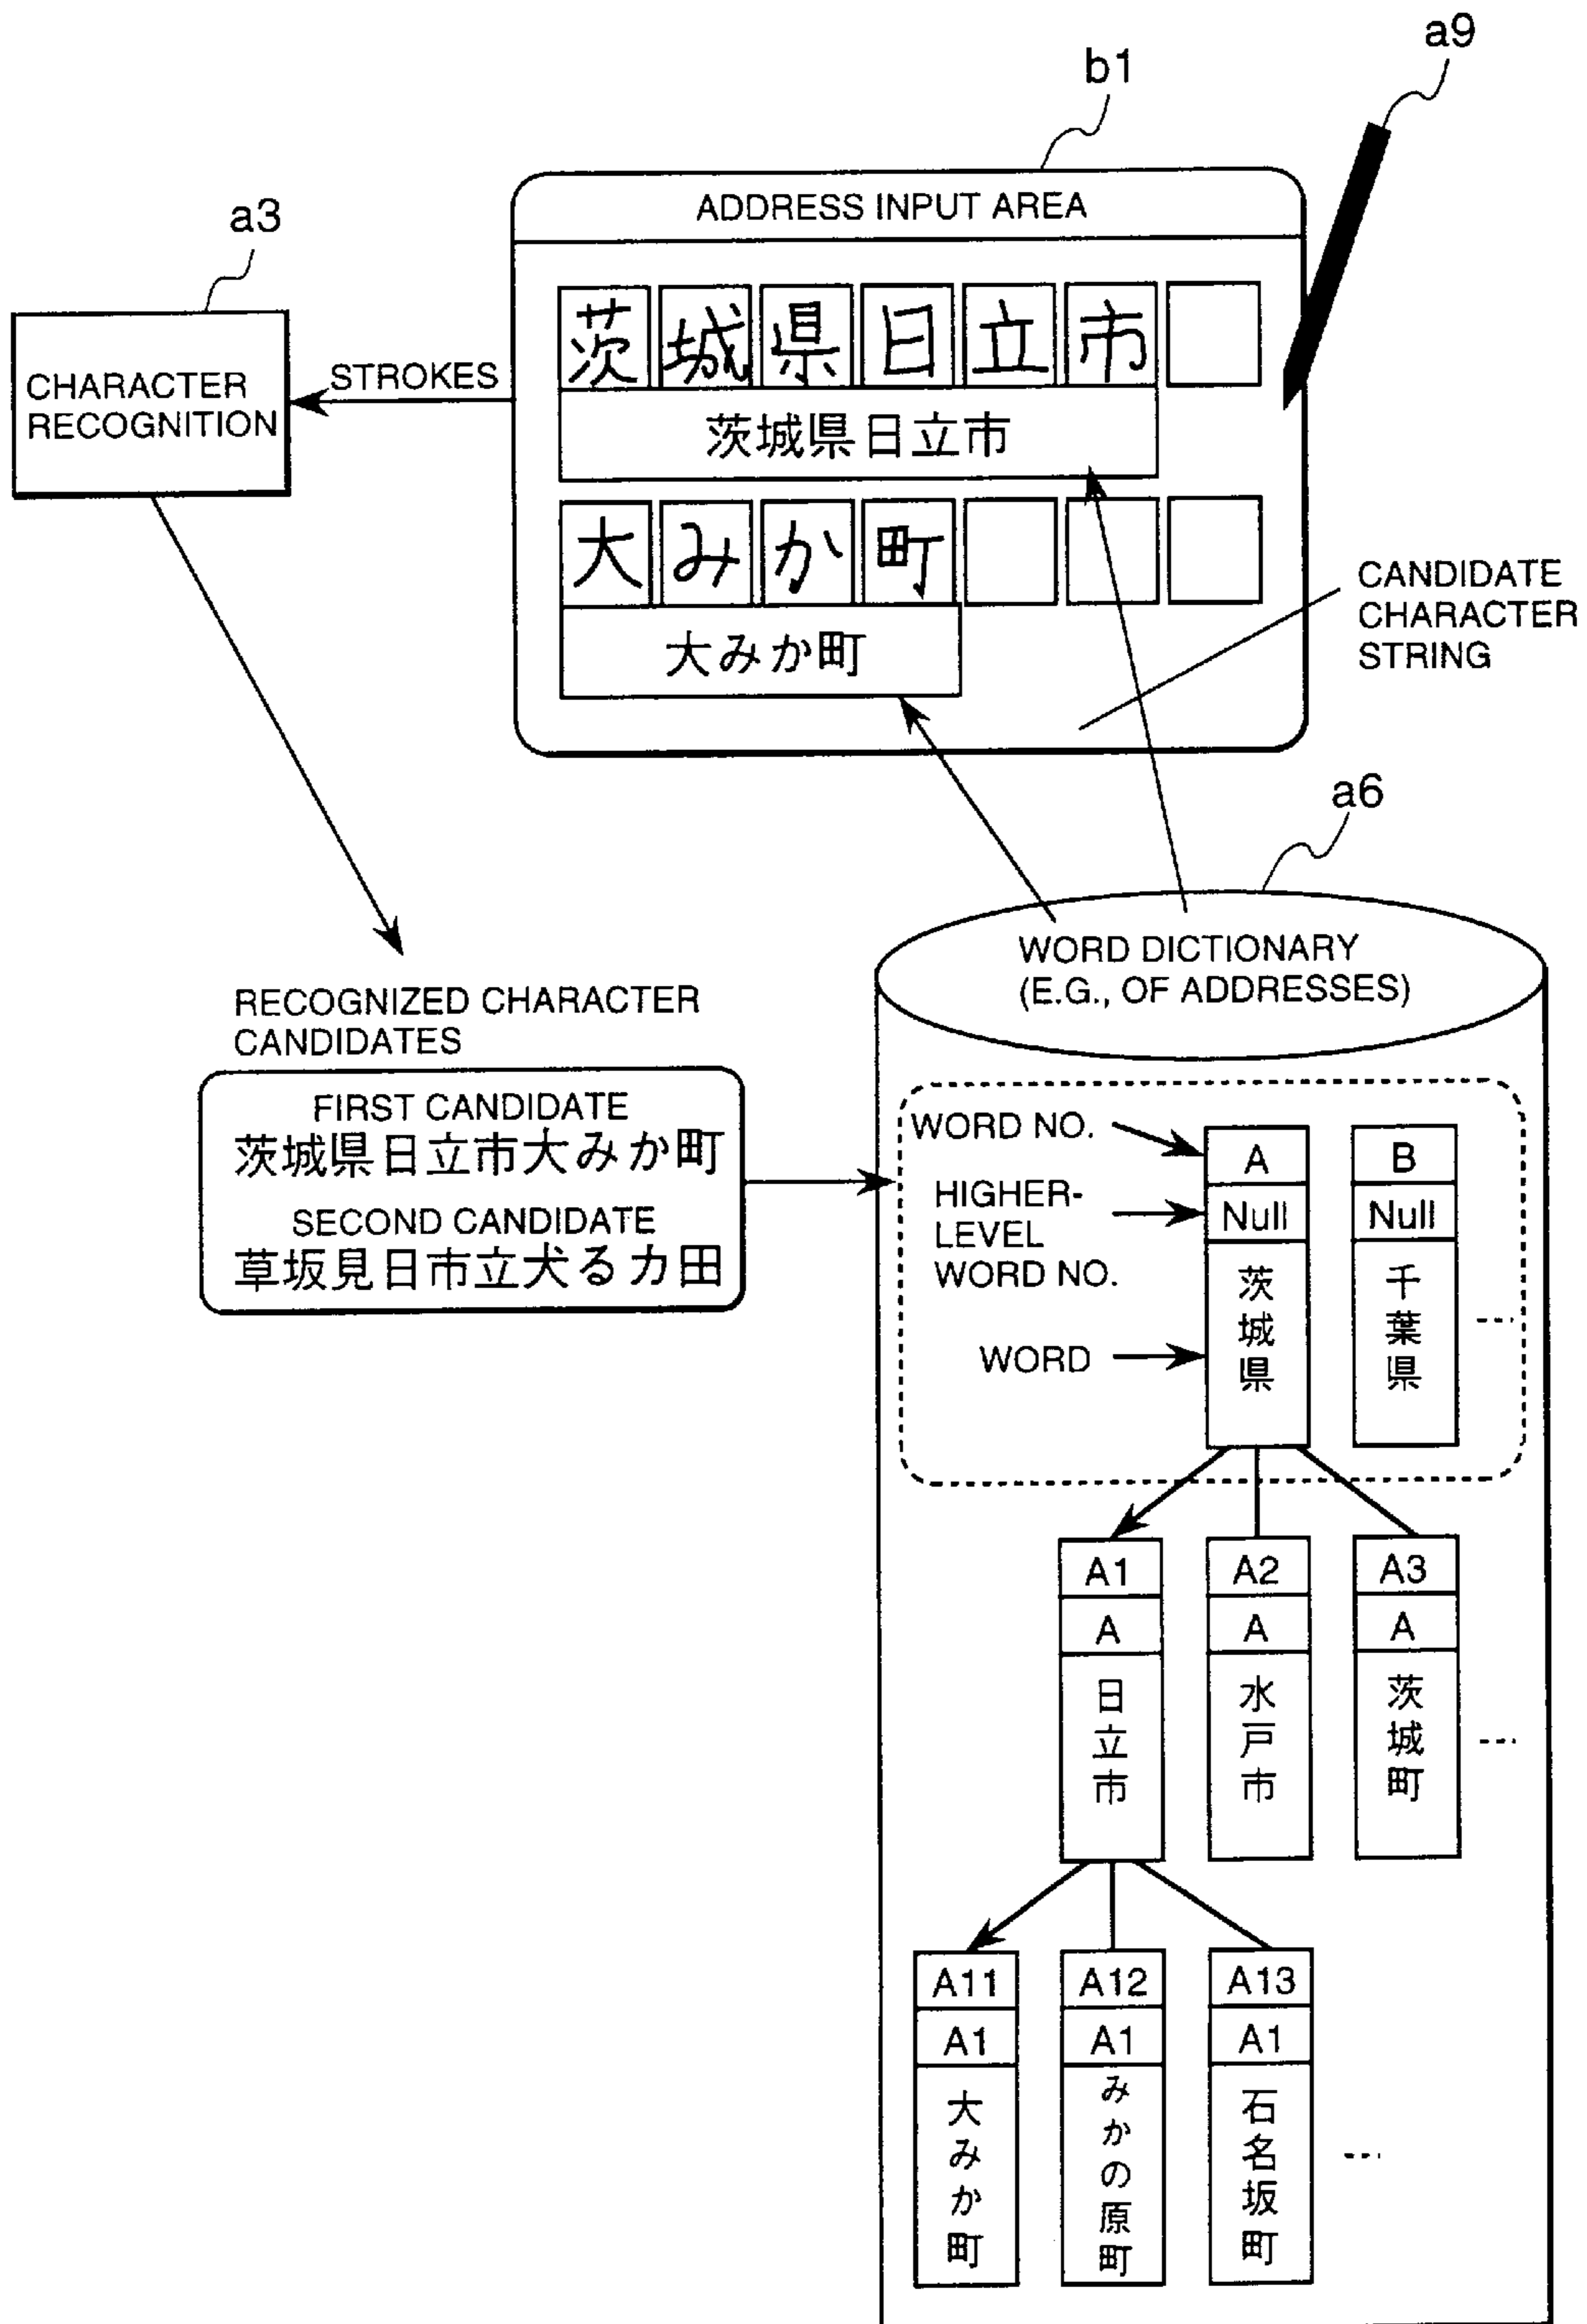 a9
b1
ADDRESS INPUT AREA
a3
茨城県日立市
CHARACTER
RECOGNITION
STROKES
茨城県日立市
大みか町
大みか町
CANDIDATE
CHARACTER
STRING
a6
WORD DICTIONARY
(E.G., OF ADDRESSES)
RECOGNIZED CHARACTER
CANDIDATES
FIRST CANDIDATE
茨城県日立市大みか町
SECOND CANDIDATE
草坂見日市立犬るカ田
WORD NO.
HIGHER-
LEVEL
WORD NO.
WORD
A
Null
茨城県
B
Null
千葉県
...
A1
A
日立市
A2
A
水戸市
A3
A
茨城町
...
A11
A1
大みか町
A12
A1
みかの原町
A13
A1
石名坂町
...